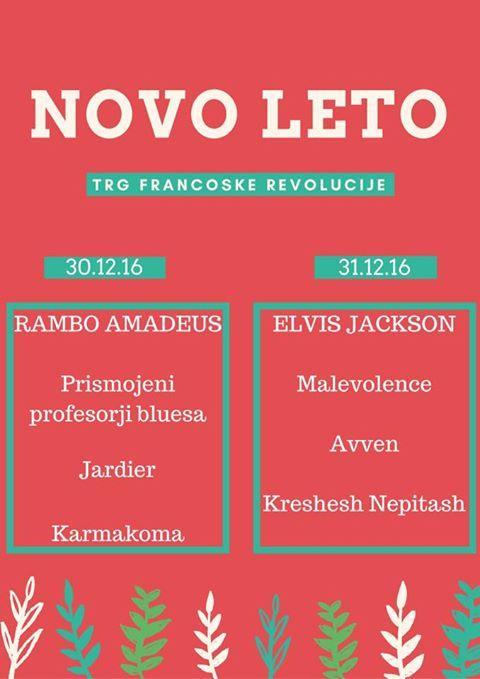 NOVO LETO
TRG FRANCOSKE REVOLUCIJE
30.12.16
RAMBO AMADEUS
Prismojeni
profesorji bluesa
Jardier
Karmakoma
31.12.16
ELVIS JACKSON
Malevolence
Avven
Kreshesh Nepitash